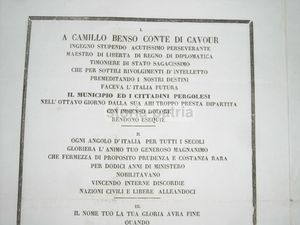 I.
A CAMILLO BENSO CONTE DI CAVOUR
INGEGNO STUPENDO ACUTISSIMO PERSEVERANTE
MAESTRO DI LIBERTÀ DI REGNO DI DIPLOMATICA
TIMONIERE DI STATO SAGACISSIMO
CHE PER SOTTILI RIVOLGIMENTI D'INTELLETTO
PREMEDITANDO I NOSTRI DESTINI
FACEVA L'ITALIA FUTURA
IL MUNICIPIO ED I CITTADINI PERGOLESI
NELL'OTTAVO GIORNO DALLA SUA AHI TROPPO PRESTA DIPARTITA
CON IMMENSO DOLORE
RENDONO ESEQUIE
II.
OGNI ANGOLO D'ITALIA PER TUTTI I SECOLI
GLORIERÀ L'ANIMO TUO GENEROSO MAGNANIMO
CHE FERMEZZA DI PROPOSITO PRUDENZA E COSTANZA RARA
PER DODICI ANNI DI MINISTERO
NOBILITAVANO
VINCENDO INTERNE DISCORDIE
NAZIONI CIVILI E LIBERE ALLEANDOCI
III.
IL NOME TUO LA TUA GLORIA AVRÀ FINE
QUANDO